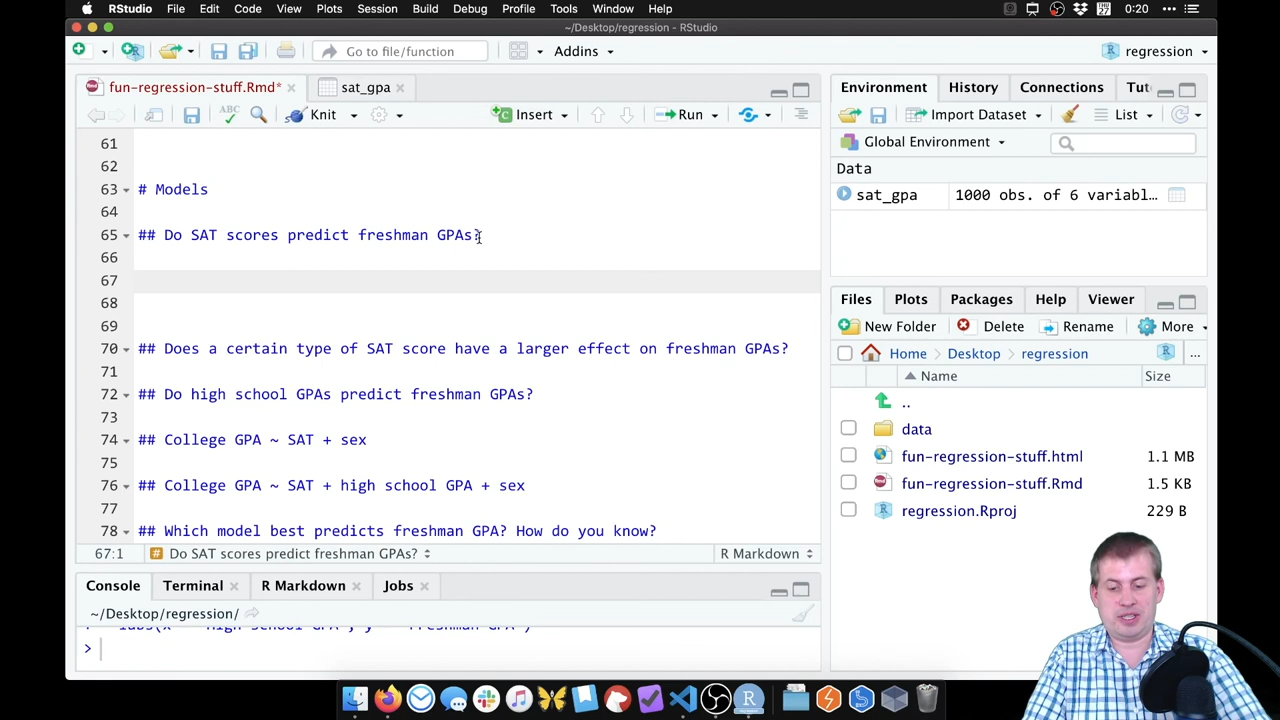 RStudio File Edit Code View Plots Session Build Debug Profile Tools Window Help THU 27 0:20
~/Desktop/regression - RStudio
Go to file/function Addins regression
fun-regression-stuff.Rmd* sat_gpa
ABC Knit Insert Run
61
62
63 # Models
64
65 ## Do SAT scores predict freshman GPAs?
66
67
68
69
70 ## Does a certain type of SAT score have a larger effect on freshman GPAs?
71
72 ## Do high school GPAs predict freshman GPAs?
73
74 ## College GPA ~ SAT + sex
75
76 ## College GPA ~ SAT + high school GPA + sex
77
78 ## Which model best predicts freshman GPA? How do you know?
67:1 # Do SAT scores predict freshman GPAs? R Markdown
Console Terminal R Markdown Jobs
~/Desktop/regression/
>
Environment History Connections Tut
Import Dataset List
Global Environment
Data
sat_gpa 1000 obs. of 6 variabl…
Files Plots Packages Help Viewer
New Folder Delete Rename More
Home Desktop regression ...
Name Size
..
data
fun-regression-stuff.html 1.1 MB
fun-regression-stuff.Rmd 1.5 KB
regression.Rproj 229 B